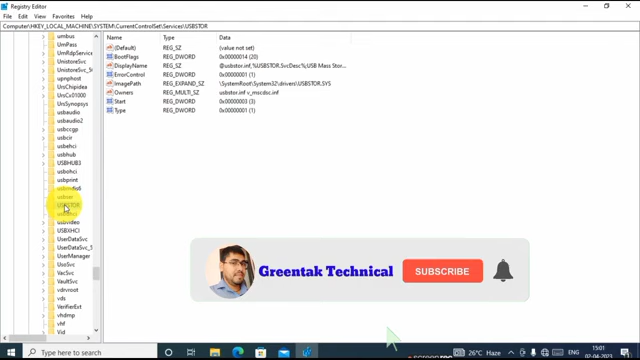 Registry Editor
File Edit View Favorites Help
Computer\HKEY_LOCAL_MACHINE\SYSTEM\CurrentControlSet\Services\USBSTOR
umbus
UmPass
UmRdpService
UnistoreSvc
UnistoreSvc_5
upnphost
UrsChipidea
UrsCx01000
UrsSynopsys
usbaudio
usbaudio2
usbccgp
usbcir
usbehci
usbhub
USBHUB3
usbohci
usbprint
usbser
USBSTOR
usbuhci
usbvideo
USBXHCI
UserDataSvc
UserDataSvc_5
UserManager
UsoSvc
VacSvc
VaultSvc
vdrvroot
vds
VerifierExt
vhdmp
vhf
Vid
Name Type Data
(Default) REG_SZ (value not set)
BootFlags REG_DWORD 0x00000014 (20)
DisplayName REG_SZ @usbstor.inf,%USBSTOR.SvcDesc%;USB Mass Stor...
ErrorControl REG_DWORD 0x00000001 (1)
ImagePath REG_EXPAND_SZ \SystemRoot\System32\drivers\USBSTOR.SYS
Owners REG_MULTI_SZ usbstor.inf v_mscdsc.inf
Start REG_DWORD 0x00000003 (3)
Type REG_DWORD 0x00000001 (1)
Greentak Technical
SUBSCRIBE
Type here to search
26°C Haze
ENG
15:01
02-04-2023